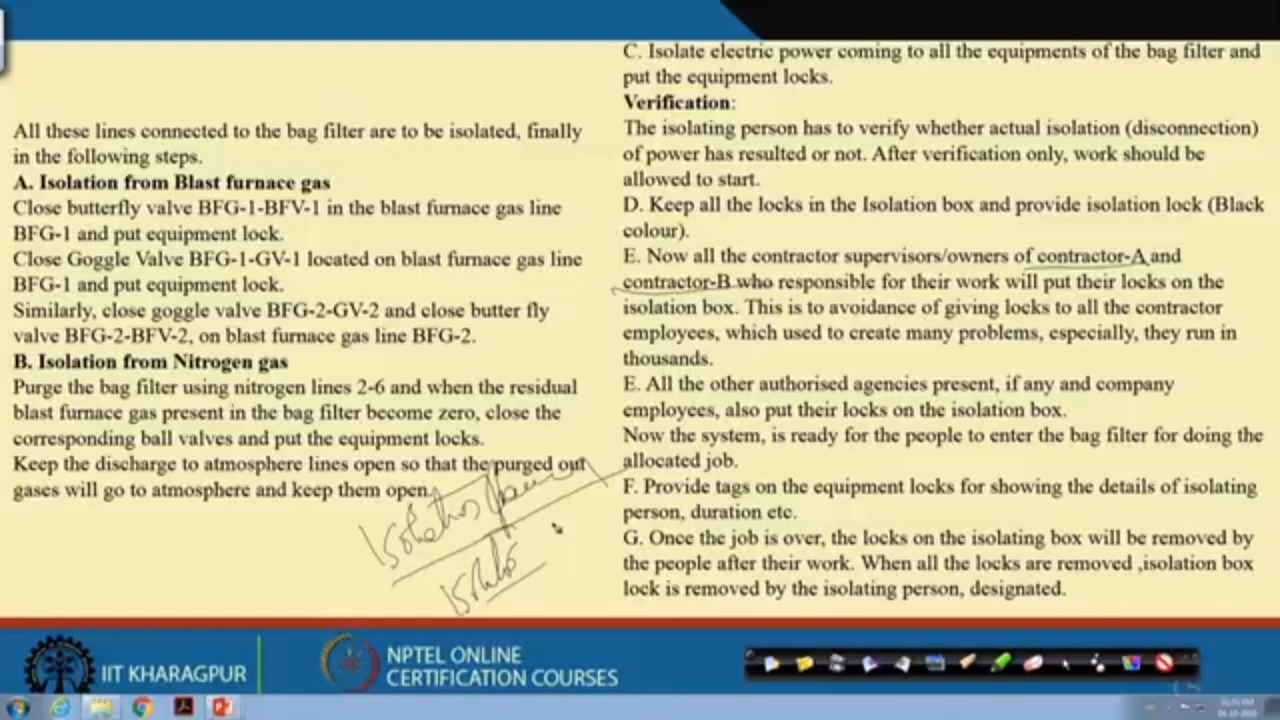 All these lines connected to the bag filter are to be isolated, finally
in the following steps.
A. Isolation from Blast furnace gas
Close butterfly valve BFG-1-BFV-1 in the blast furnace gas line
BFG-1 and put equipment lock.
Close Goggle Valve BFG-1-GV-1 located on blast furnace gas line
BFG-1 and put equipment lock.
Similarly, close goggle valve BFG-2-GV-2 and close butter fly
valve BFG-2-BFV-2, on blast furnace gas line BFG-2.
B. Isolation from Nitrogen gas
Purge the bag filter using nitrogen lines 2-6 and when the residual
blast furnace gas present in the bag filter become zero, close the
corresponding ball valves and put the equipment locks.
Keep the discharge to atmosphere lines open so that the purged out
gases will go to atmosphere and keep them open.
C. Isolate electric power coming to all the equipments of the bag filter and
put the equipment locks.
Verification:
The isolating person has to verify whether actual isolation (disconnection)
of power has resulted or not. After verification only, work should be
allowed to start.
D. Keep all the locks in the Isolation box and provide isolation lock (Black
colour).
E. Now all the contractor supervisors/owners of contractor-A and
contractor-B who responsible for their work will put their locks on the
isolation box. This is to avoidance of giving locks to all the contractor
employees, which used to create many problems, especially, they run in
thousands.
E. All the other authorised agencies present, if any and company
employees, also put their locks on the isolation box.
Now the system, is ready for the people to enter the bag filter for doing the
allocated job.
F. Provide tags on the equipment locks for showing the details of isolating
person, duration etc.
G. Once the job is over, the locks on the isolating box will be removed by
the people after their work. When all the locks are removed ,isolation box
lock is removed by the isolating person, designated.
IIT KHARAGPUR
NPTEL ONLINE
CERTIFICATION COURSES